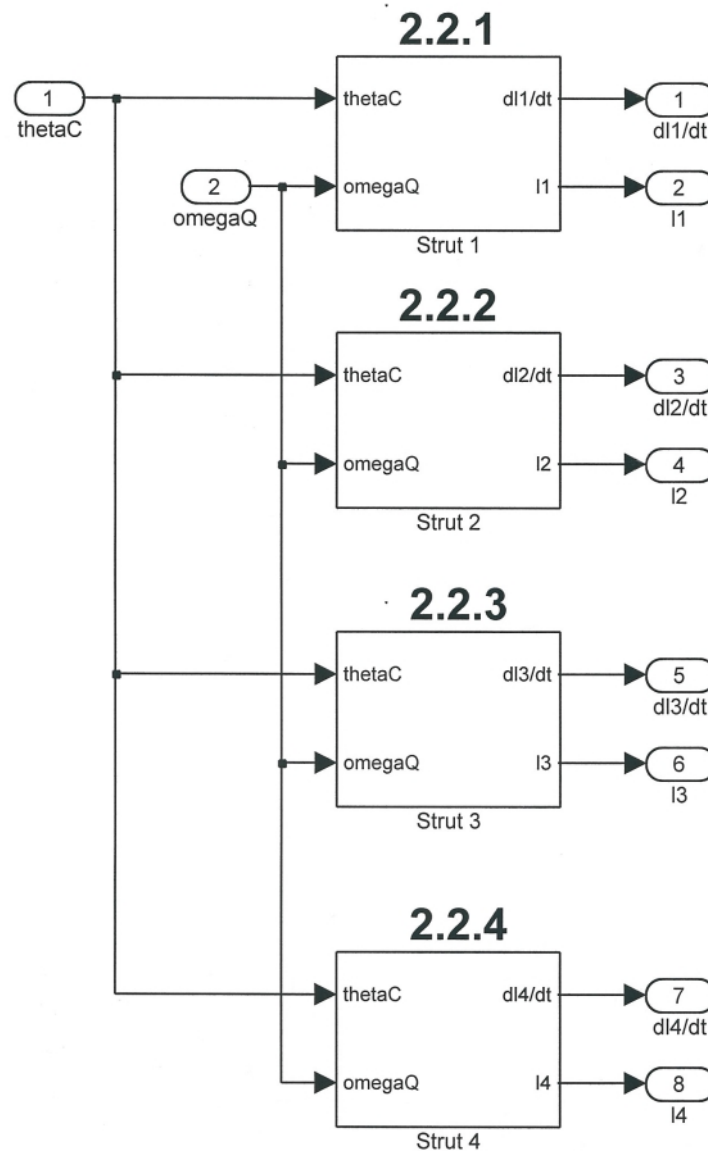 2.2.1
1
thetaC
thetaC
dl1/dt
1
dl1/dt
2
omegaQ
omegaQ
l1
2
l1
Strut 1
2.2.2
thetaC
dl2/dt
3
dl2/dt
omegaQ
l2
4
l2
Strut 2
2.2.3
thetaC
dl3/dt
5
dl3/dt
omegaQ
l3
6
l3
Strut 3
2.2.4
thetaC
dl4/dt
7
dl4/dt
omegaQ
l4
8
l4
Strut 4